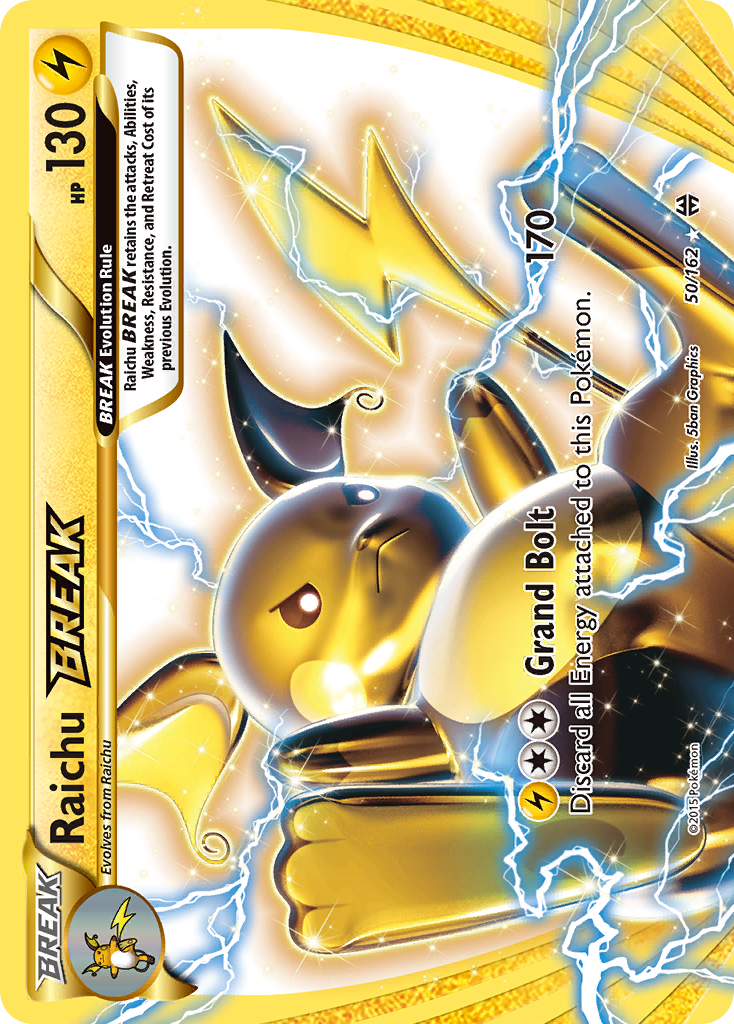 BREAK
Raichu BREAK
HP 130
Evolves from Raichu
BREAK Evolution Rule
Raichu BREAK retains the attacks, Abilities,
Weakness, Resistance, and Retreat Cost of its
previous Evolution.
Grand Bolt 170
Discard all Energy attached to this Pokémon.
©2015 Pokémon
Illus. 5ban Graphics
50/162 ★